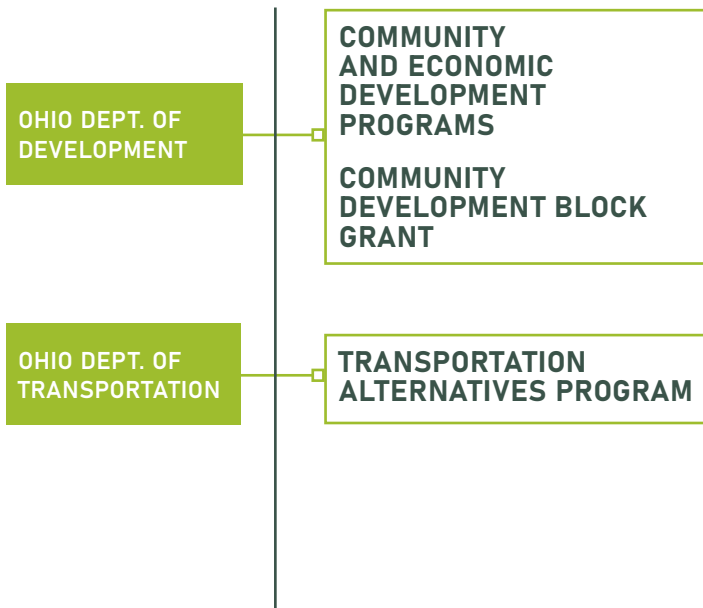 OHIO DEPT. OF
DEVELOPMENT
COMMUNITY
AND ECONOMIC
DEVELOPMENT
PROGRAMS
COMMUNITY
DEVELOPMENT BLOCK
GRANT
OHIO DEPT. OF
TRANSPORTATION
TRANSPORTATION
ALTERNATIVES PROGRAM